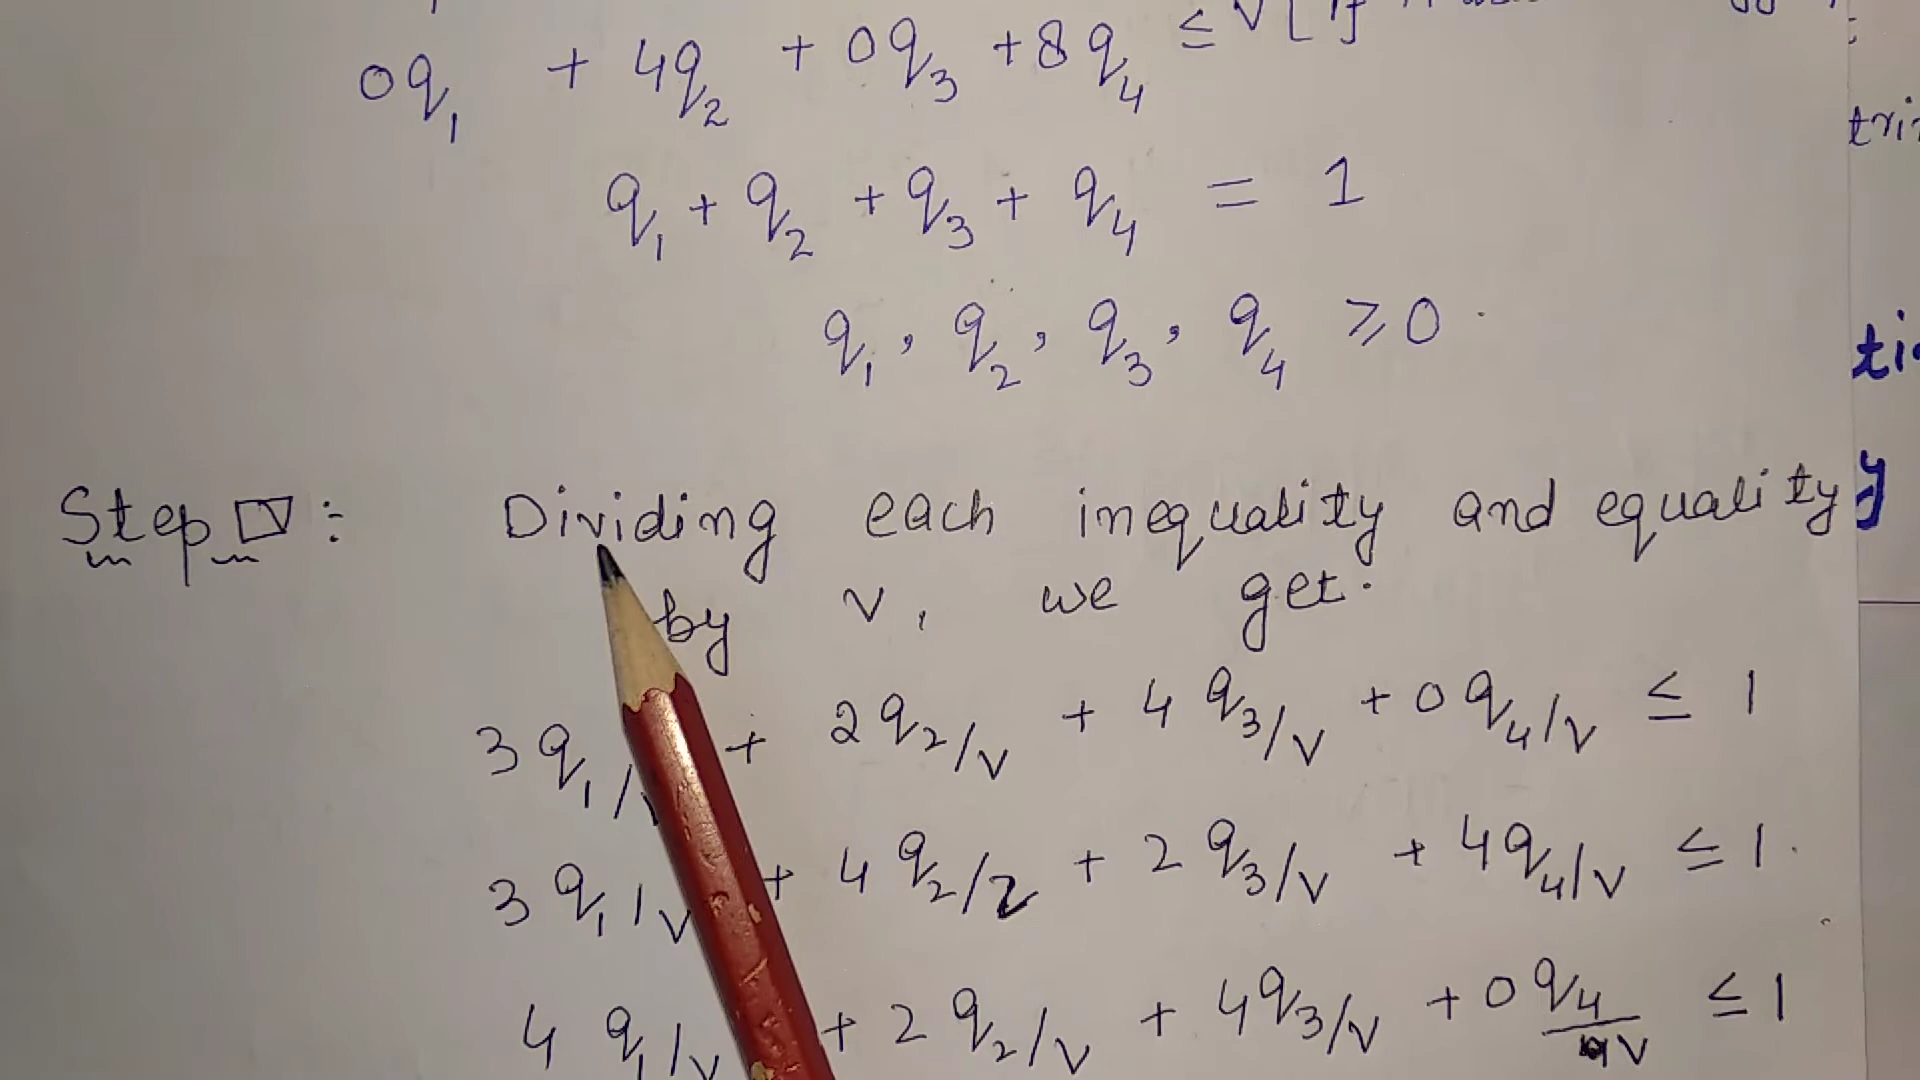 0q₁ + 4q₂ + 0q₃ + 8q₄ ≤ V [If
q₁ + q₂ + q₃ + q₄ = 1
q₁, q₂, q₃, q₄ ≥ 0
Step V : Dividing each inequality and equality
by v, we get.
3q₁/ + 2q₂/v + 4q₃/v + 0q₄/v ≤ 1
3q₁/v + 4q₂/2 + 2q₃/v + 4q₄/v ≤ 1.
4q₁/v + 2q₂/v + 4q₃/v + 0q₄/v ≤ 1